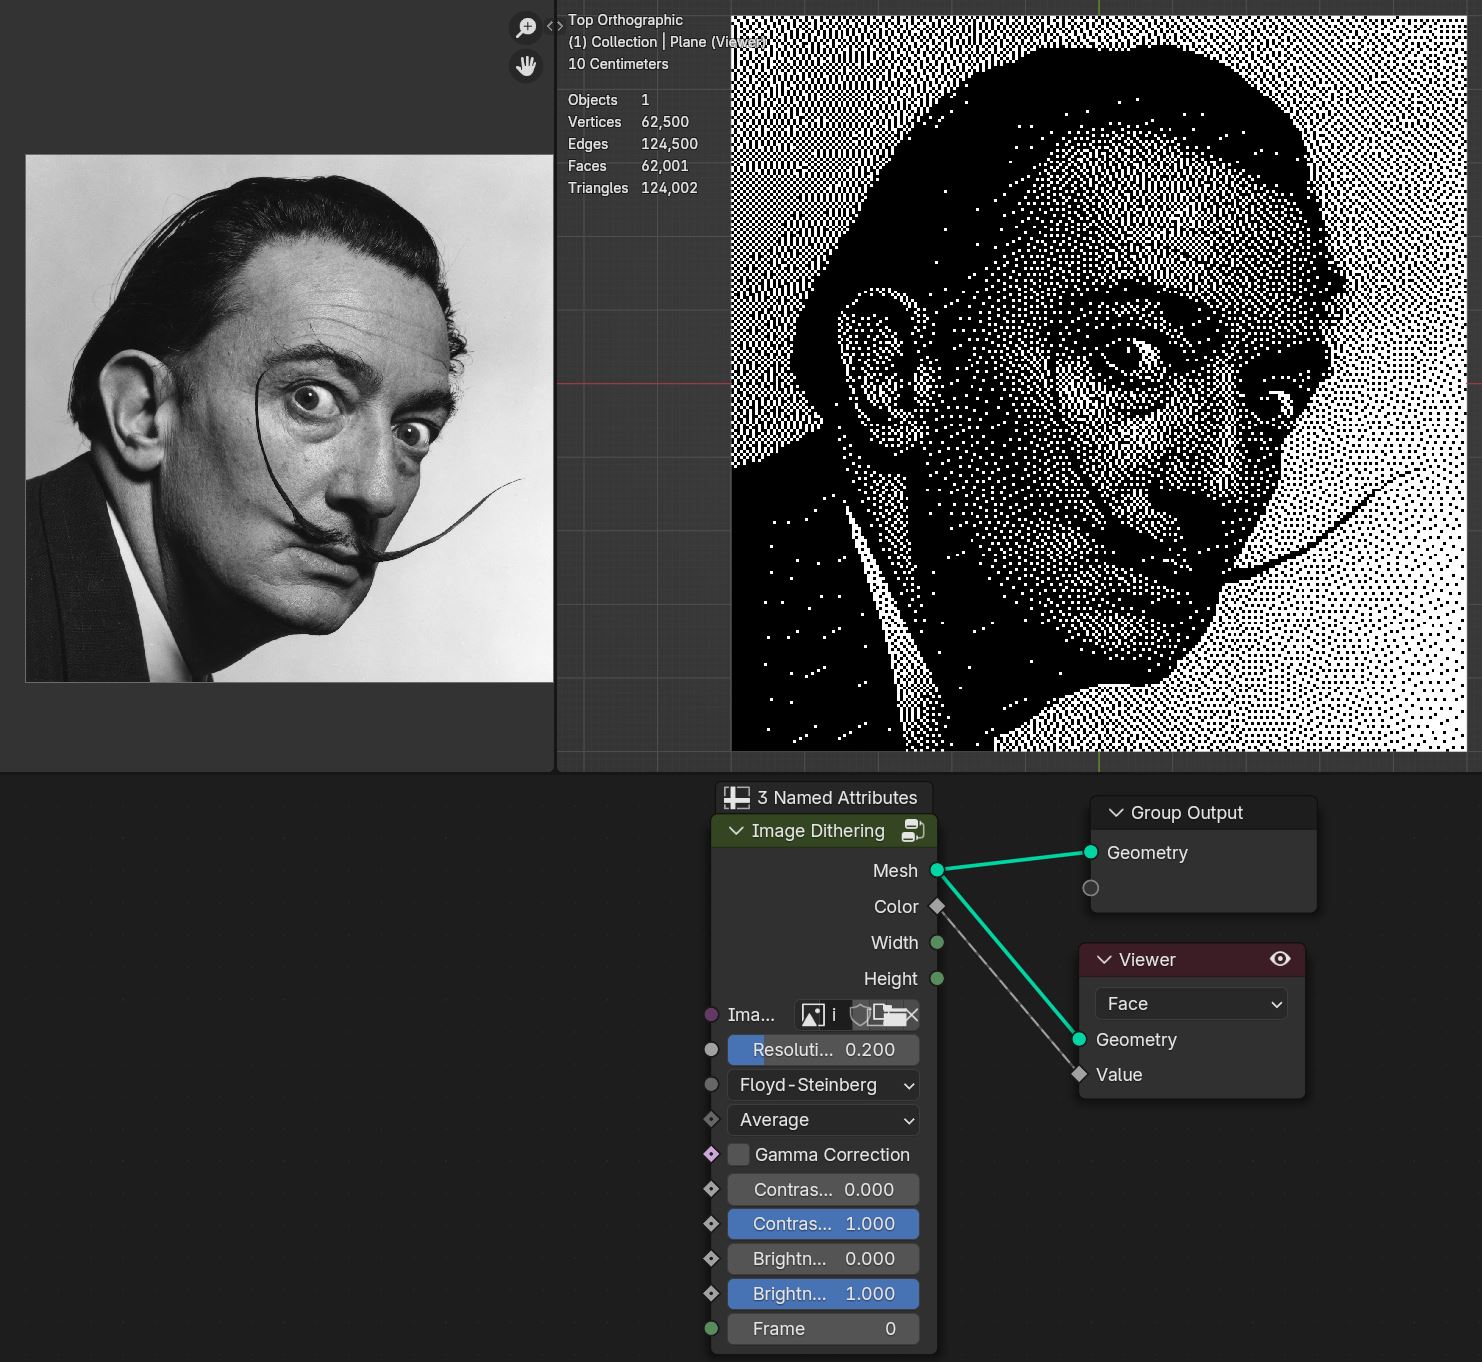 Top Orthographic
(1) Collection | Plane (Viewer)
10 Centimeters
Objects 1
Vertices 62,500
Edges 124,500
Faces 62,001
Triangles 124,002
3 Named Attributes
Image Dithering
Mesh
Color
Width
Height
Ima... i
Resoluti... 0.200
Floyd-Steinberg
Average
Gamma Correction
Contras... 0.000
Contras... 1.000
Brightn... 0.000
Brightn... 1.000
Frame 0
Group Output
Geometry
Viewer
Face
Geometry
Value